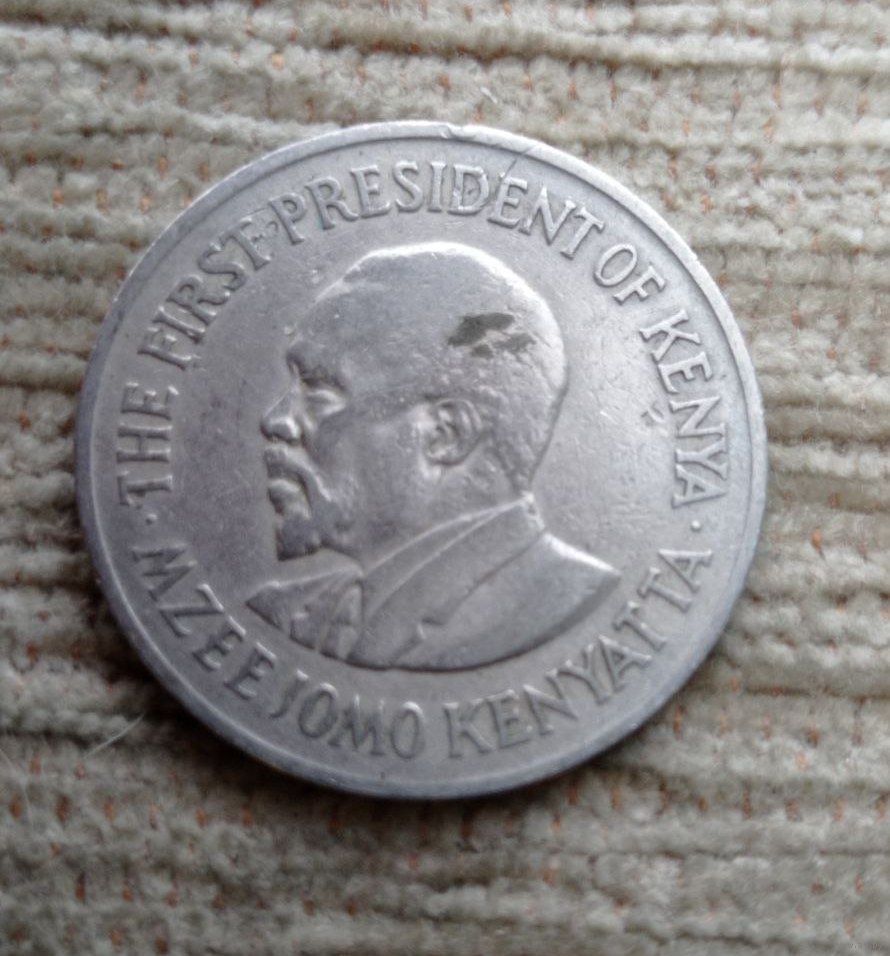 · THE FIRST · PRESIDENT OF KENYA ·
MZEE JOMO KENYATTA